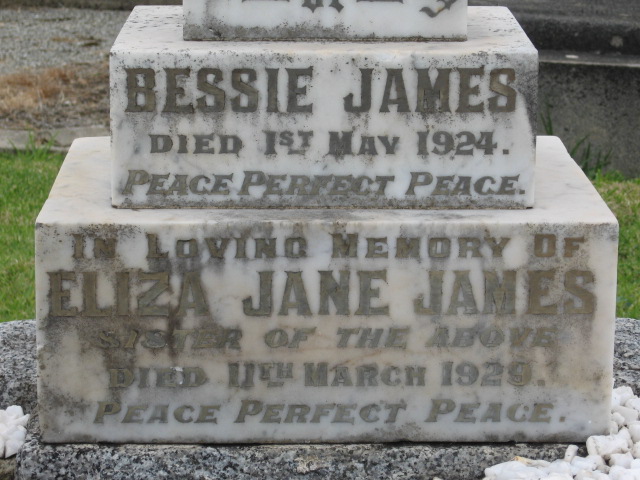 BESSIE JAMES
DIED 1ST MAY 1924.
PEACE PERFECT PEACE.
IN LOVING MEMORY OF
ELIZA JANE JAMES
SISTER OF THE ABOVE
DIED 11TH MARCH 1929.
PEACE PERFECT PEACE.